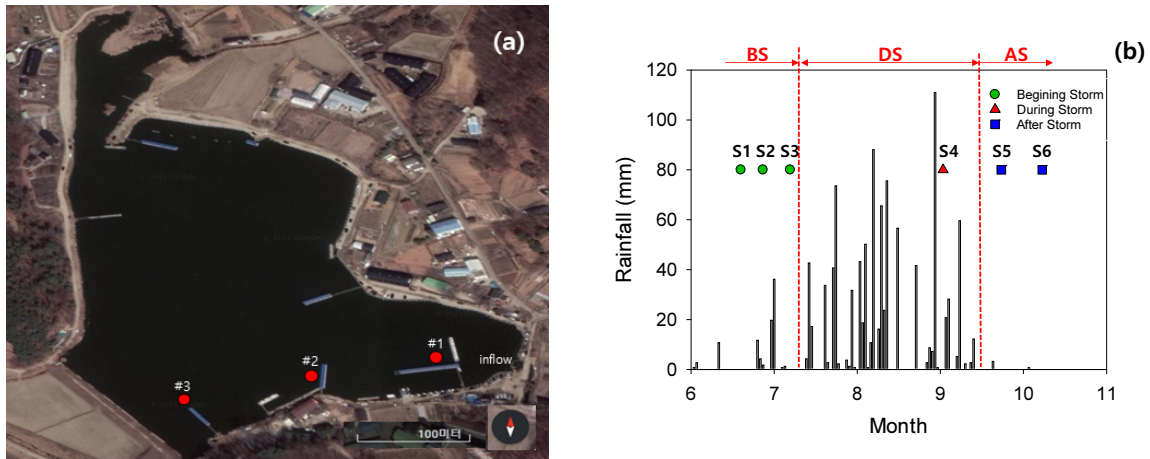 (a)
#1
#2
#3
inflow
100미터
(b)
BS
DS
AS
120
100
80
60
40
20
0
Rainfall (mm)
Begining Storm
During Storm
After Storm
S1 S2 S3 S4 S5 S6
6 7 8 9 10 11
Month